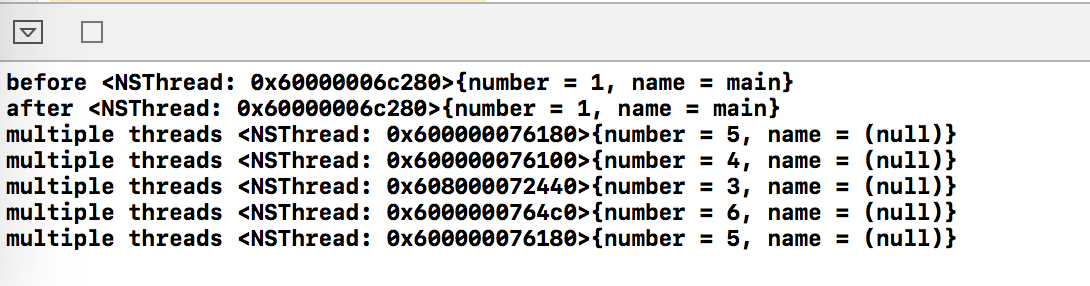 before <NSThread: 0x60000006c280>{number = 1, name = main}
after <NSThread: 0x60000006c280>{number = 1, name = main}
multiple threads <NSThread: 0x600000076180>{number = 5, name = (null)}
multiple threads <NSThread: 0x600000076100>{number = 4, name = (null)}
multiple threads <NSThread: 0x608000072440>{number = 3, name = (null)}
multiple threads <NSThread: 0x6000000764c0>{number = 6, name = (null)}
multiple threads <NSThread: 0x600000076180>{number = 5, name = (null)}